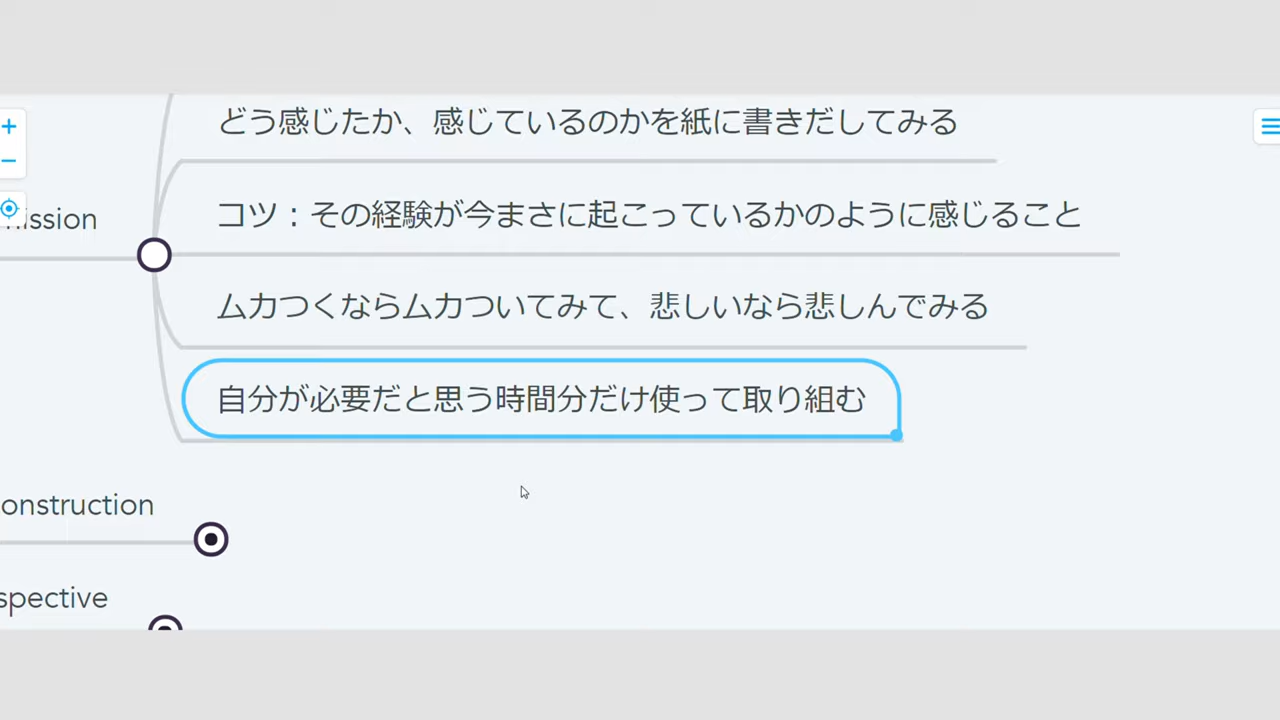 どう感じたか、感じているのかを紙に書きだしてみる
コツ：その経験が今まさに起こっているかのように感じること
ission
ムカつくならムカついてみて、悲しいなら悲しんでみる
自分が必要だと思う時間分だけ使って取り組む
onstruction
spective